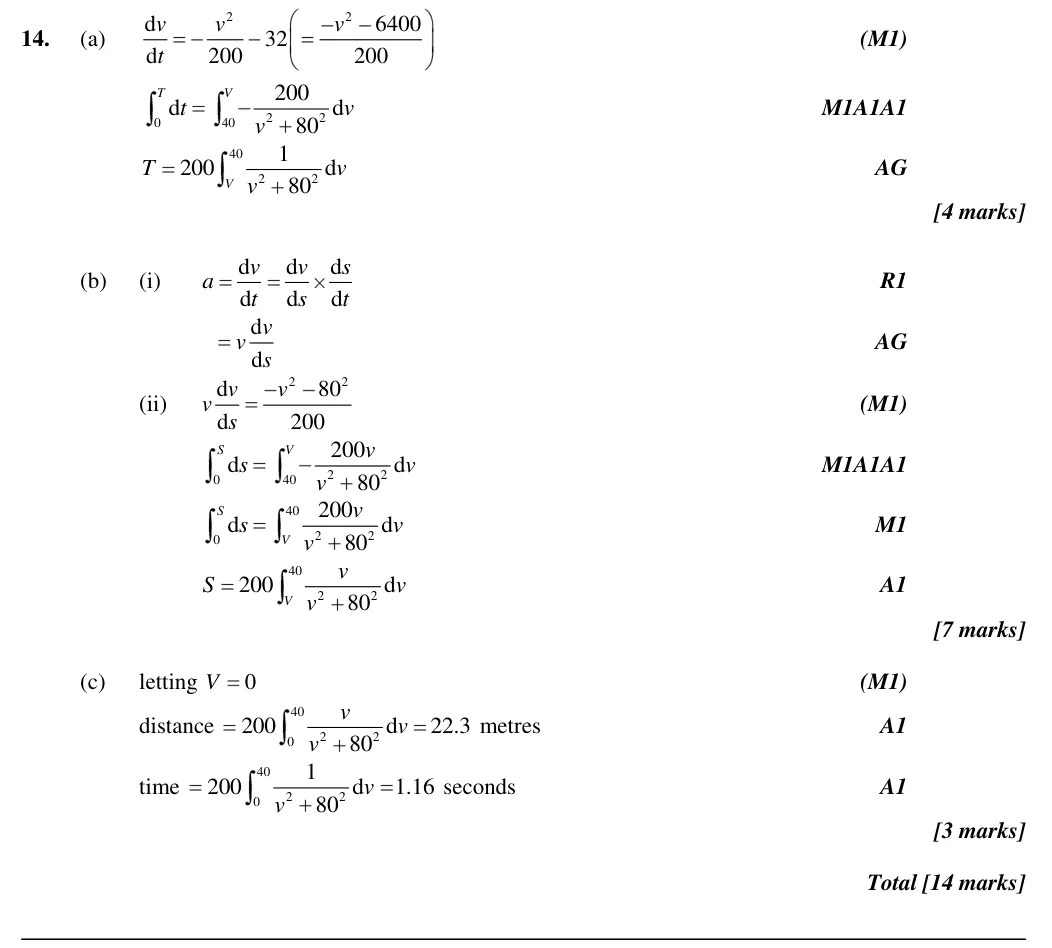 14. (a) dv/dt = −v²/200 − 32 (= (−v² − 6400)/200) (M1)
∫₀ᵀ dt = ∫₄₀ⱽ −200/(v² + 80²) dv M1A1A1
T = 200 ∫_V^40 1/(v² + 80²) dv AG
[4 marks]
(b) (i) a = dv/dt = dv/ds × ds/dt R1
= v dv/ds AG
(ii) v dv/ds = (−v² − 80²)/200 (M1)
∫₀^S ds = ∫₄₀^V −200v/(v² + 80²) dv M1A1A1
∫₀^S ds = ∫_V^40 200v/(v² + 80²) dv M1
S = 200 ∫_V^40 v/(v² + 80²) dv A1
[7 marks]
(c) letting V = 0 (M1)
distance = 200 ∫₀^40 v/(v² + 80²) dv = 22.3 metres A1
time = 200 ∫₀^40 1/(v² + 80²) dv = 1.16 seconds A1
[3 marks]
Total [14 marks]